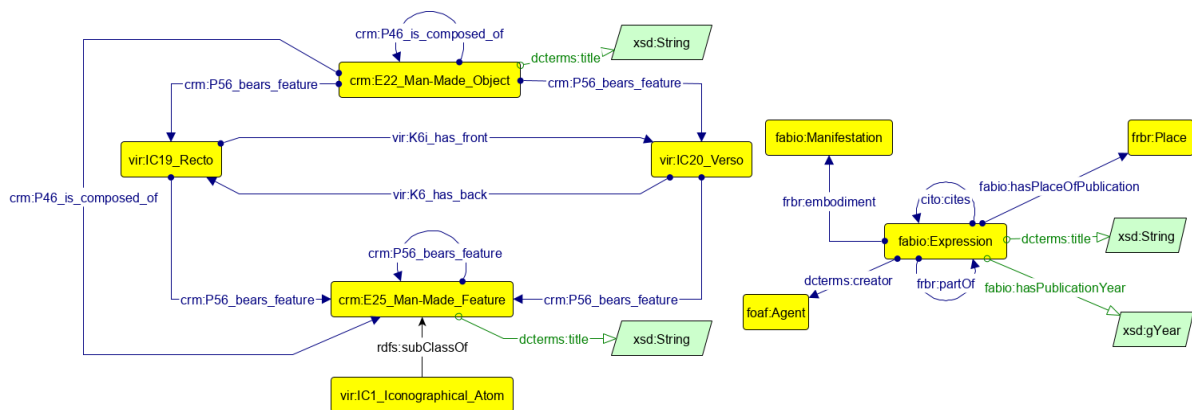 crm:P46_is_composed_of
xsd:String
dcterms:title
crm:E22_Man-Made_Object
crm:P56_bears_feature
crm:P56_bears_feature
vir:K6i_has_front
fabio:Manifestation
frbr:Place
vir:IC19_Recto
vir:IC20_Verso
fabio:hasPlaceOfPublication
vir:K6_has_back
crm:P46_is_composed_of
cito:cites
frbr:embodiment
fabio:Expression
dcterms:title
xsd:String
crm:P56_bears_feature
dcterms:creator
frbr:partOf
fabio:hasPublicationYear
crm:P56_bears_feature
crm:E25_Man-Made_Feature
crm:P56_bears_feature
foaf:Agent
xsd:gYear
rdfs:subClassOf
dcterms:title
xsd:String
vir:IC1_Iconographical_Atom